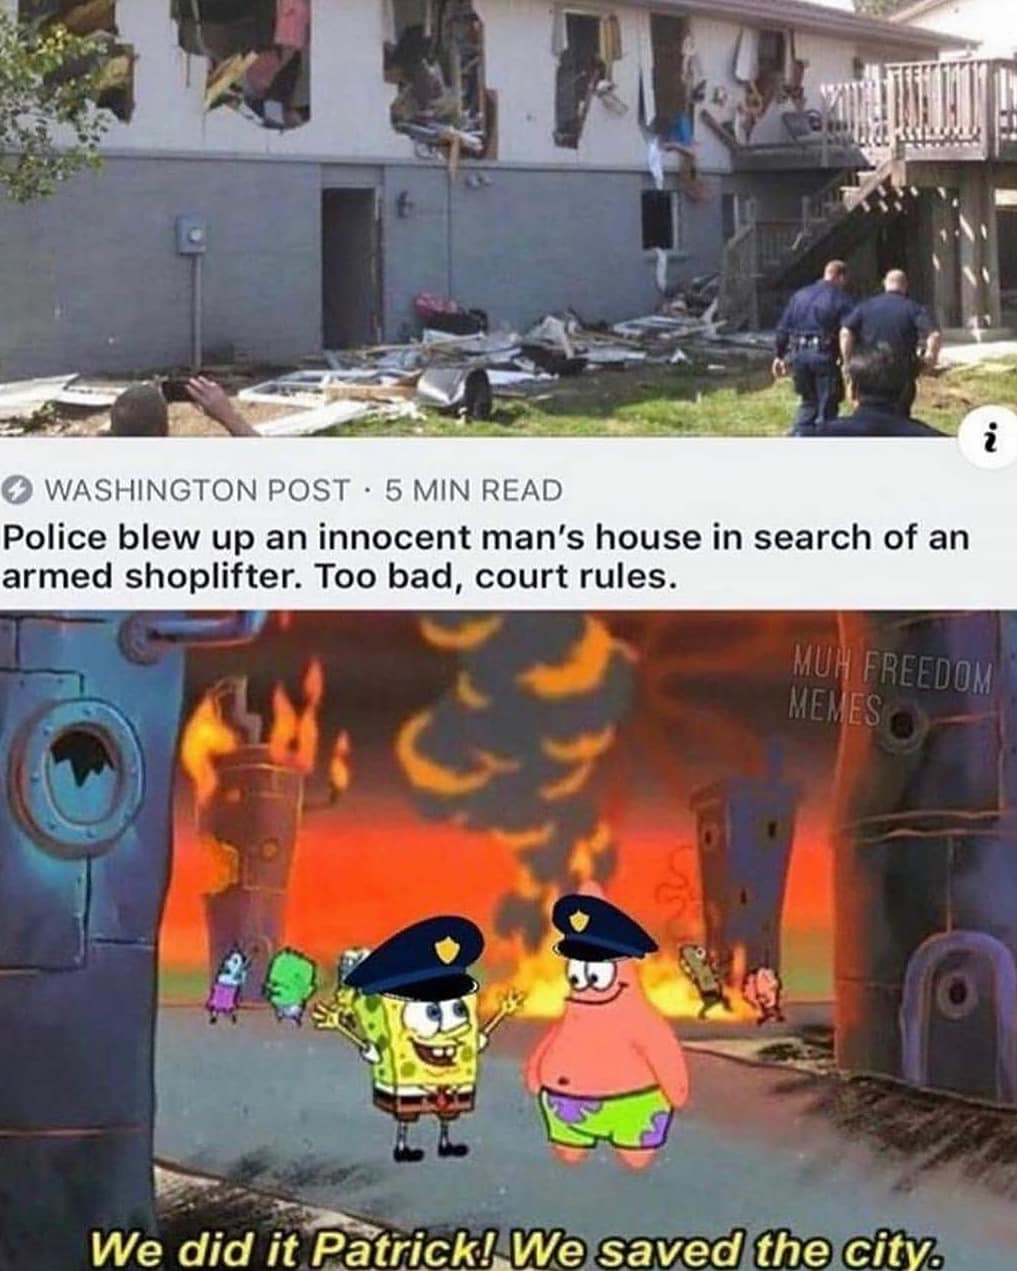 i
WASHINGTON POST · 5 MIN READ
Police blew up an innocent man's house in search of an
armed shoplifter. Too bad, court rules.
MUH FREEDOM
MEMES
We did it Patrick! We saved the city.